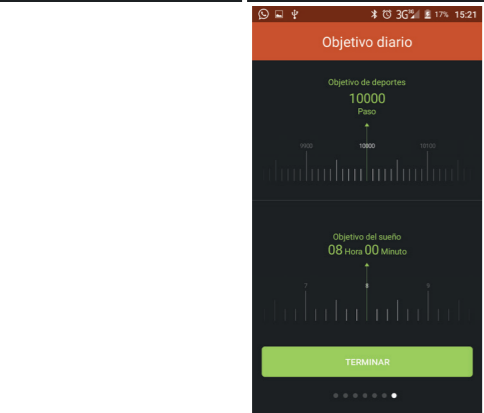 3G 17% 15:21
Objetivo diario
Objetivo de deportes
10000
Paso
9900 10000 10100
Objetivo del sueño
08 Hora 00 Minuto
7 8 9
TERMINAR